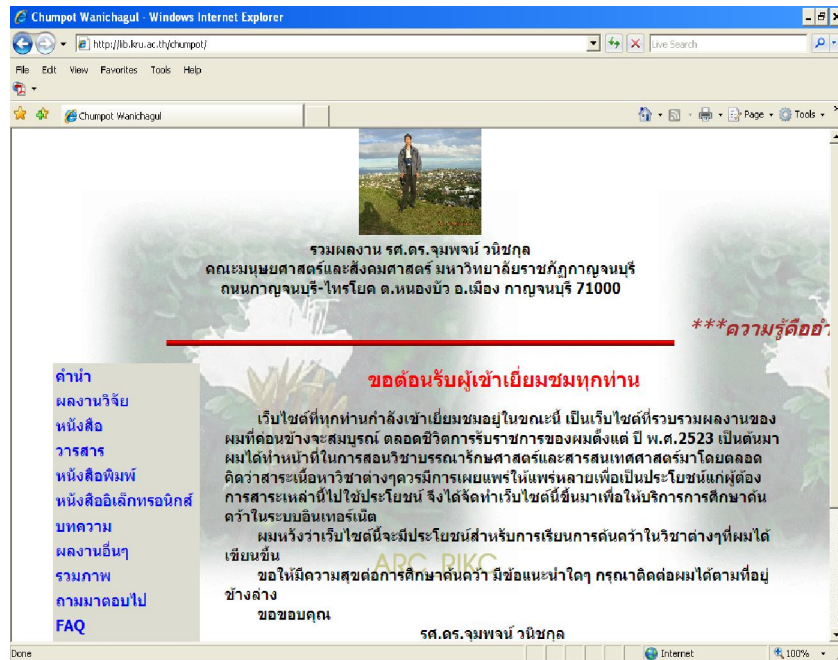 Chumpot Wanichagul - Windows Internet Explorer
http://lib.kru.ac.th/chumpot/
Live Search
File Edit View Favorites Tools Help
Chumpot Wanichagul
Page Tools
รวมผลงาน รศ.ดร.จุมพจน์ วนิชกุล
คณะมนุษยศาสตร์และสังคมศาสตร์ มหาวิทยาลัยราชภัฏกาญจนบุรี
ถนนกาญจนบุรี-ไทรโยค ต.หนองบัว อ.เมือง กาญจนบุรี 71000
***ความรู้คืออำ
คำนำ
ผลงานวิจัย
หนังสือ
วารสาร
หนังสือพิมพ์
หนังสืออิเล็กทรอนิกส์
บทความ
ผลงานอื่นๆ
รวมภาพ
ถามมาตอบไป
FAQ
ขอต้อนรับผู้เข้าเยี่ยมชมทุกท่าน
เว็บไซต์ที่ทุกท่านกำลังเข้าเยี่ยมชมอยู่ในขณะนี้ เป็นเว็บไซต์ที่รวบรวมผลงานของ
ผมที่ค่อนข้างจะสมบูรณ์ ตลอดชีวิตการรับราชการของผมตั้งแต่ ปี พ.ศ.2523 เป็นต้นมา
ผมได้ทำหน้าที่ในการสอนวิชาบรรณารักษศาสตร์และสารสนเทศศาสตร์มาโดยตลอด
คิดว่าสาระเนื้อหาวิชาต่างๆควรมีการเผยแพร่ให้แพร่หลายเพื่อเป็นประโยชน์แก่ผู้ต้อง
การสาระเหล่านี้ไปใช้ประโยชน์ จึงได้จัดทำเว็บไซต์นี้ขึ้นมาเพื่อให้บริการการศึกษาค้น
คว้าในระบบอินเทอร์เน็ต
ผมหวังว่าเว็บไซต์นี้จะมีประโยชน์สำหรับการเรียนการค้นคว้าในวิชาต่างๆที่ผมได้
เขียนขึ้น
ARC RIKC
ขอให้มีความสุขต่อการศึกษาค้นคว้า มีข้อแนะนำใดๆ กรุณาติดต่อผมได้ตามที่อยู่
ข้างล่าง
ขอขอบคุณ
รศ.ดร.จุมพจน์ วนิชกุล
Done
Internet
100%